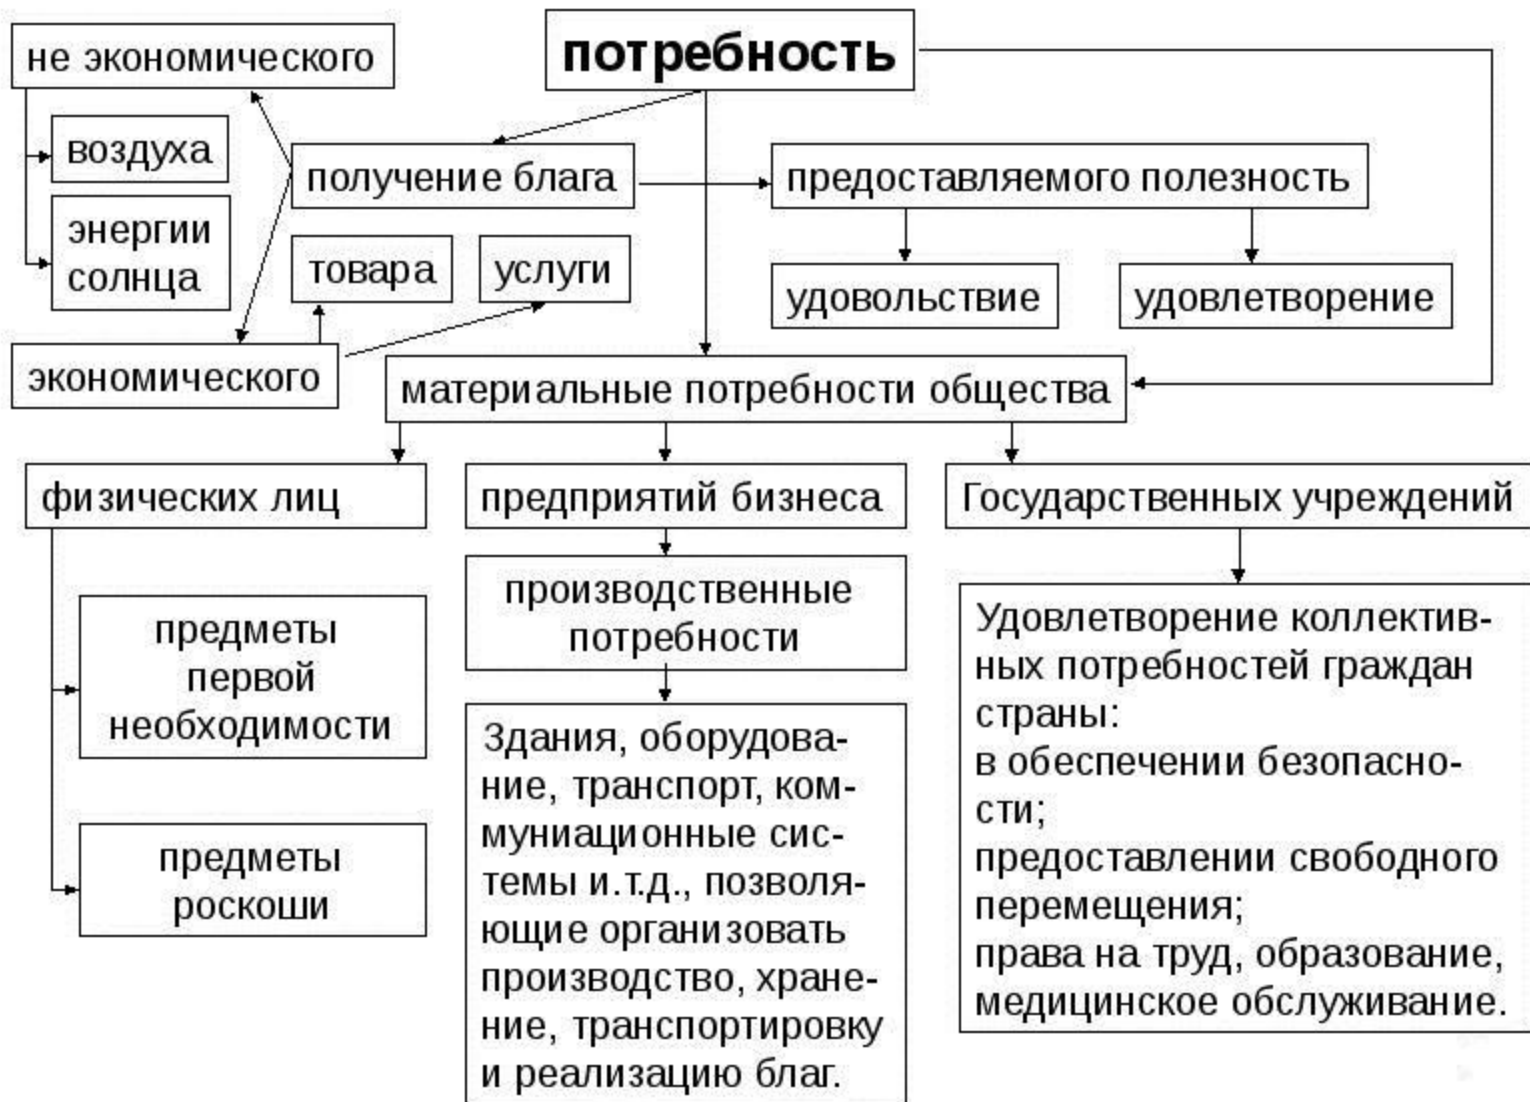 потребность
не экономического
воздуха
энергии
солнца
получение блага
предоставляемого полезность
товара
услуги
удовольствие
удовлетворение
экономического
материальные потребности общества
физических лиц
предприятий бизнеса
Государственных учреждений
предметы
первой
необходимости
предметы
роскоши
производственные
потребности
Здания, оборудова-
ние, транспорт, ком-
муниационные сис-
темы и.т.д., позволя-
ющие организовать
производство, хране-
ние, транспортировку
и реализацию благ.
Удовлетворение коллектив-
ных потребностей граждан
страны:
в обеспечении безопасно-
сти;
предоставлении свободного
перемещения;
права на труд, образование,
медицинское обслуживание.